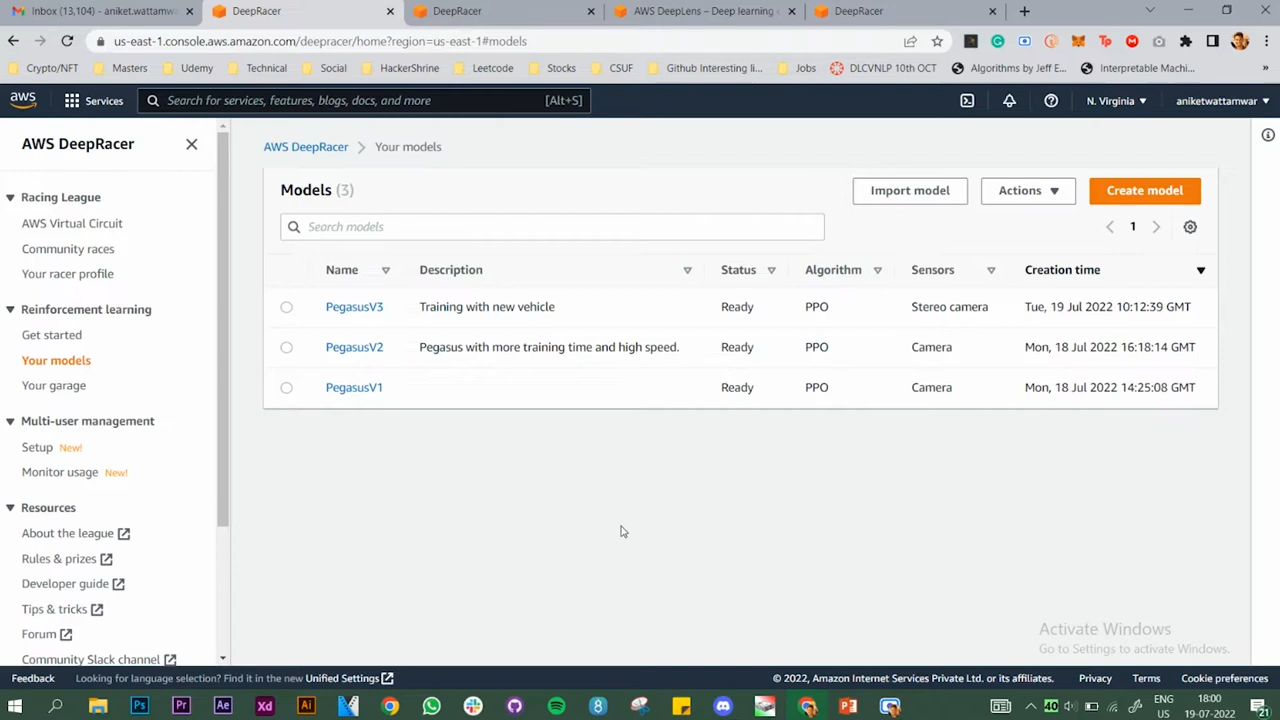 Inbox (13,104) - aniket.wattamwa
DeepRacer
DeepRacer
AWS DeepLens – Deep learning c
DeepRacer
us-east-1.console.aws.amazon.com/deepracer/home?region=us-east-1#models
Crypto/NFT
Masters
Udemy
Technical
Social
HackerShrine
Leetcode
Stocks
CSUF
Github Interesting li...
Jobs
DLCVNLP 10th OCT
Algorithms by Jeff E...
Interpretable Machi...
»
aws
Services
Search for services, features, blogs, docs, and more
[Alt+S]
N. Virginia
aniketwattamwar
AWS DeepRacer
Racing League
AWS Virtual Circuit
Community races
Your racer profile
Reinforcement learning
Get started
Your models
Your garage
Multi-user management
Setup New!
Monitor usage New!
Resources
About the league
Rules & prizes
Developer guide
Tips & tricks
Forum
Community Slack channel
AWS DeepRacer
Your models
Models (3)
Import model
Actions
Create model
Search models
1
Name Description Status Algorithm Sensors Creation time
PegasusV3 Training with new vehicle Ready PPO Stereo camera Tue, 19 Jul 2022 10:12:39 GMT
PegasusV2 Pegasus with more training time and high speed. Ready PPO Camera Mon, 18 Jul 2022 16:18:14 GMT
PegasusV1 Ready PPO Camera Mon, 18 Jul 2022 14:25:08 GMT
Activate Windows
Go to Settings to activate Windows.
Feedback
Looking for language selection? Find it in the new Unified Settings
© 2022, Amazon Internet Services Private Ltd. or its affiliates.
Privacy
Terms
Cookie preferences
Ps
Pr
Ae
Xd
Ai
40
ENG
US
18:00
19-07-2022
21